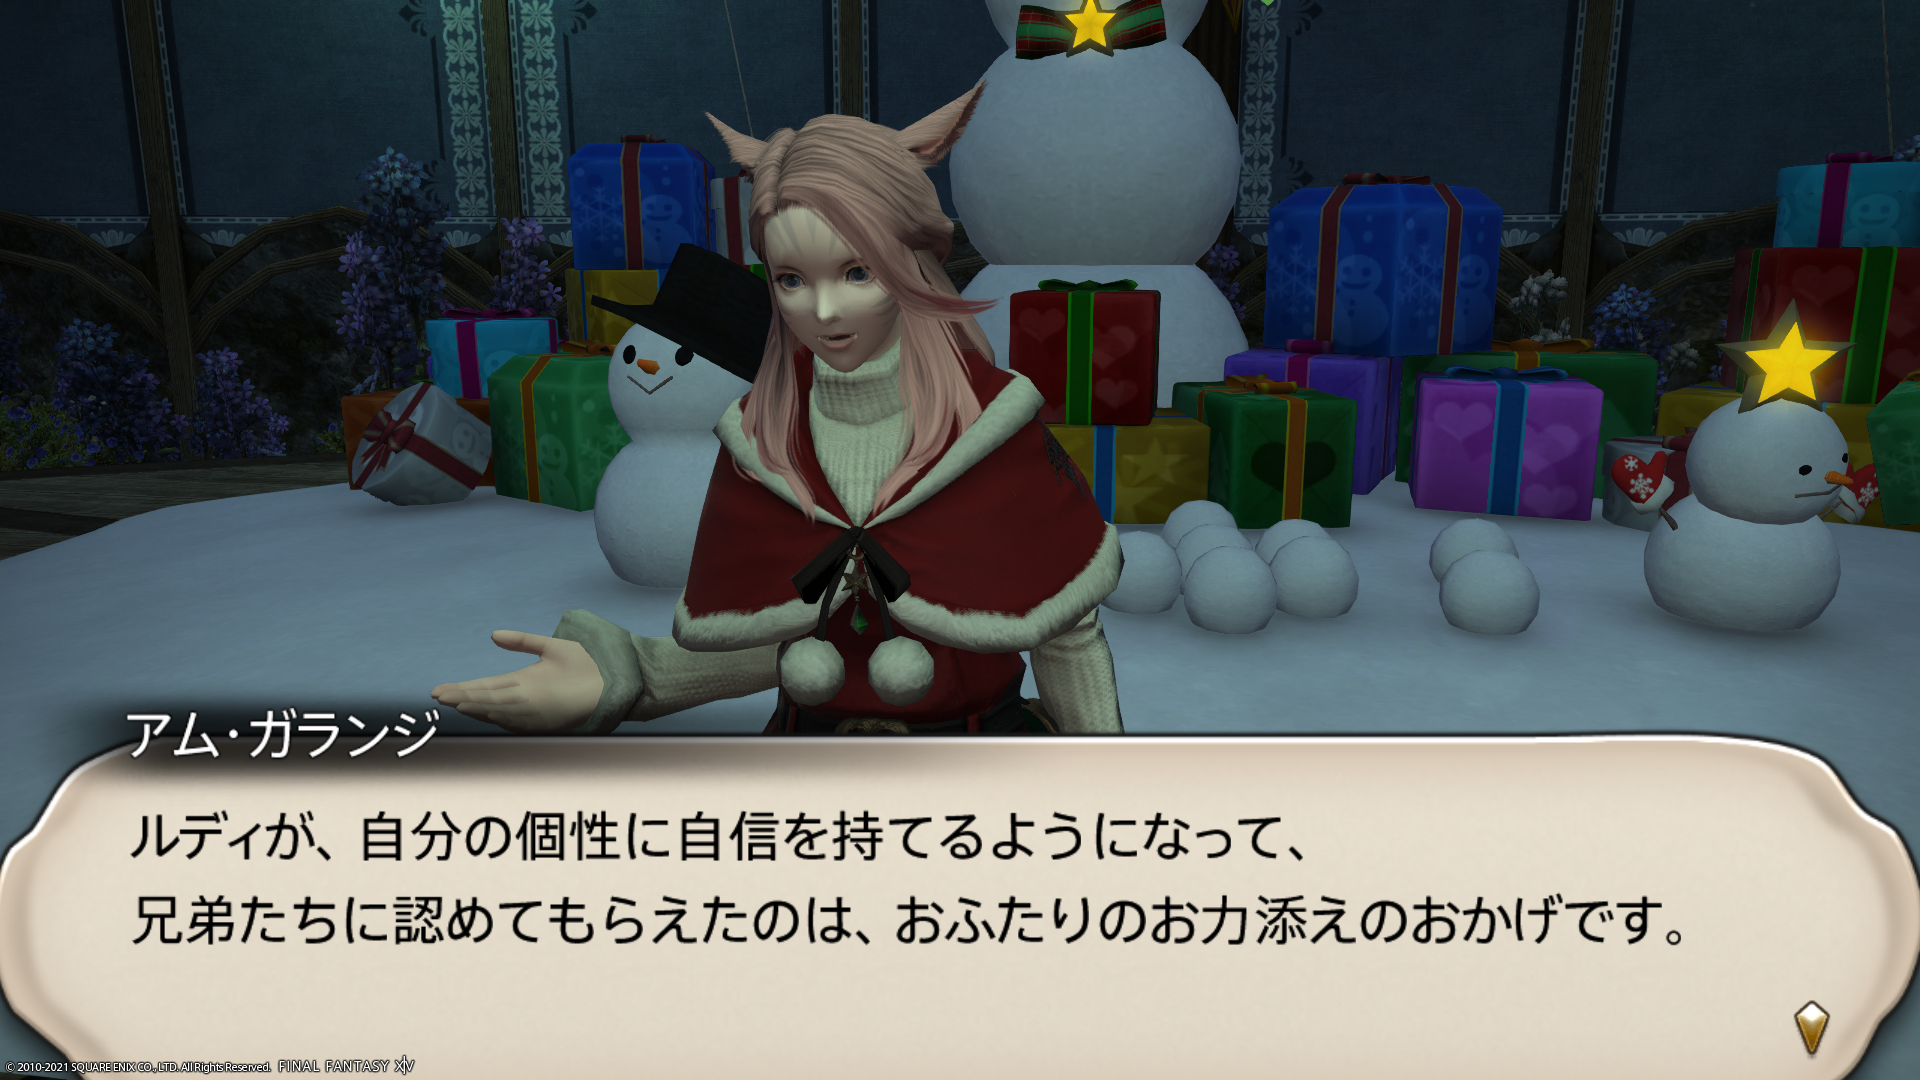 アム・ガランジ
ルディが、自分の個性に自信を持てるようになって、
兄弟たちに認めてもらえたのは、おふたりのお力添えのおかげです。
© 2010-2021 SQUARE ENIX CO., LTD. All Rights Reserved. FINAL FANTASY XIV